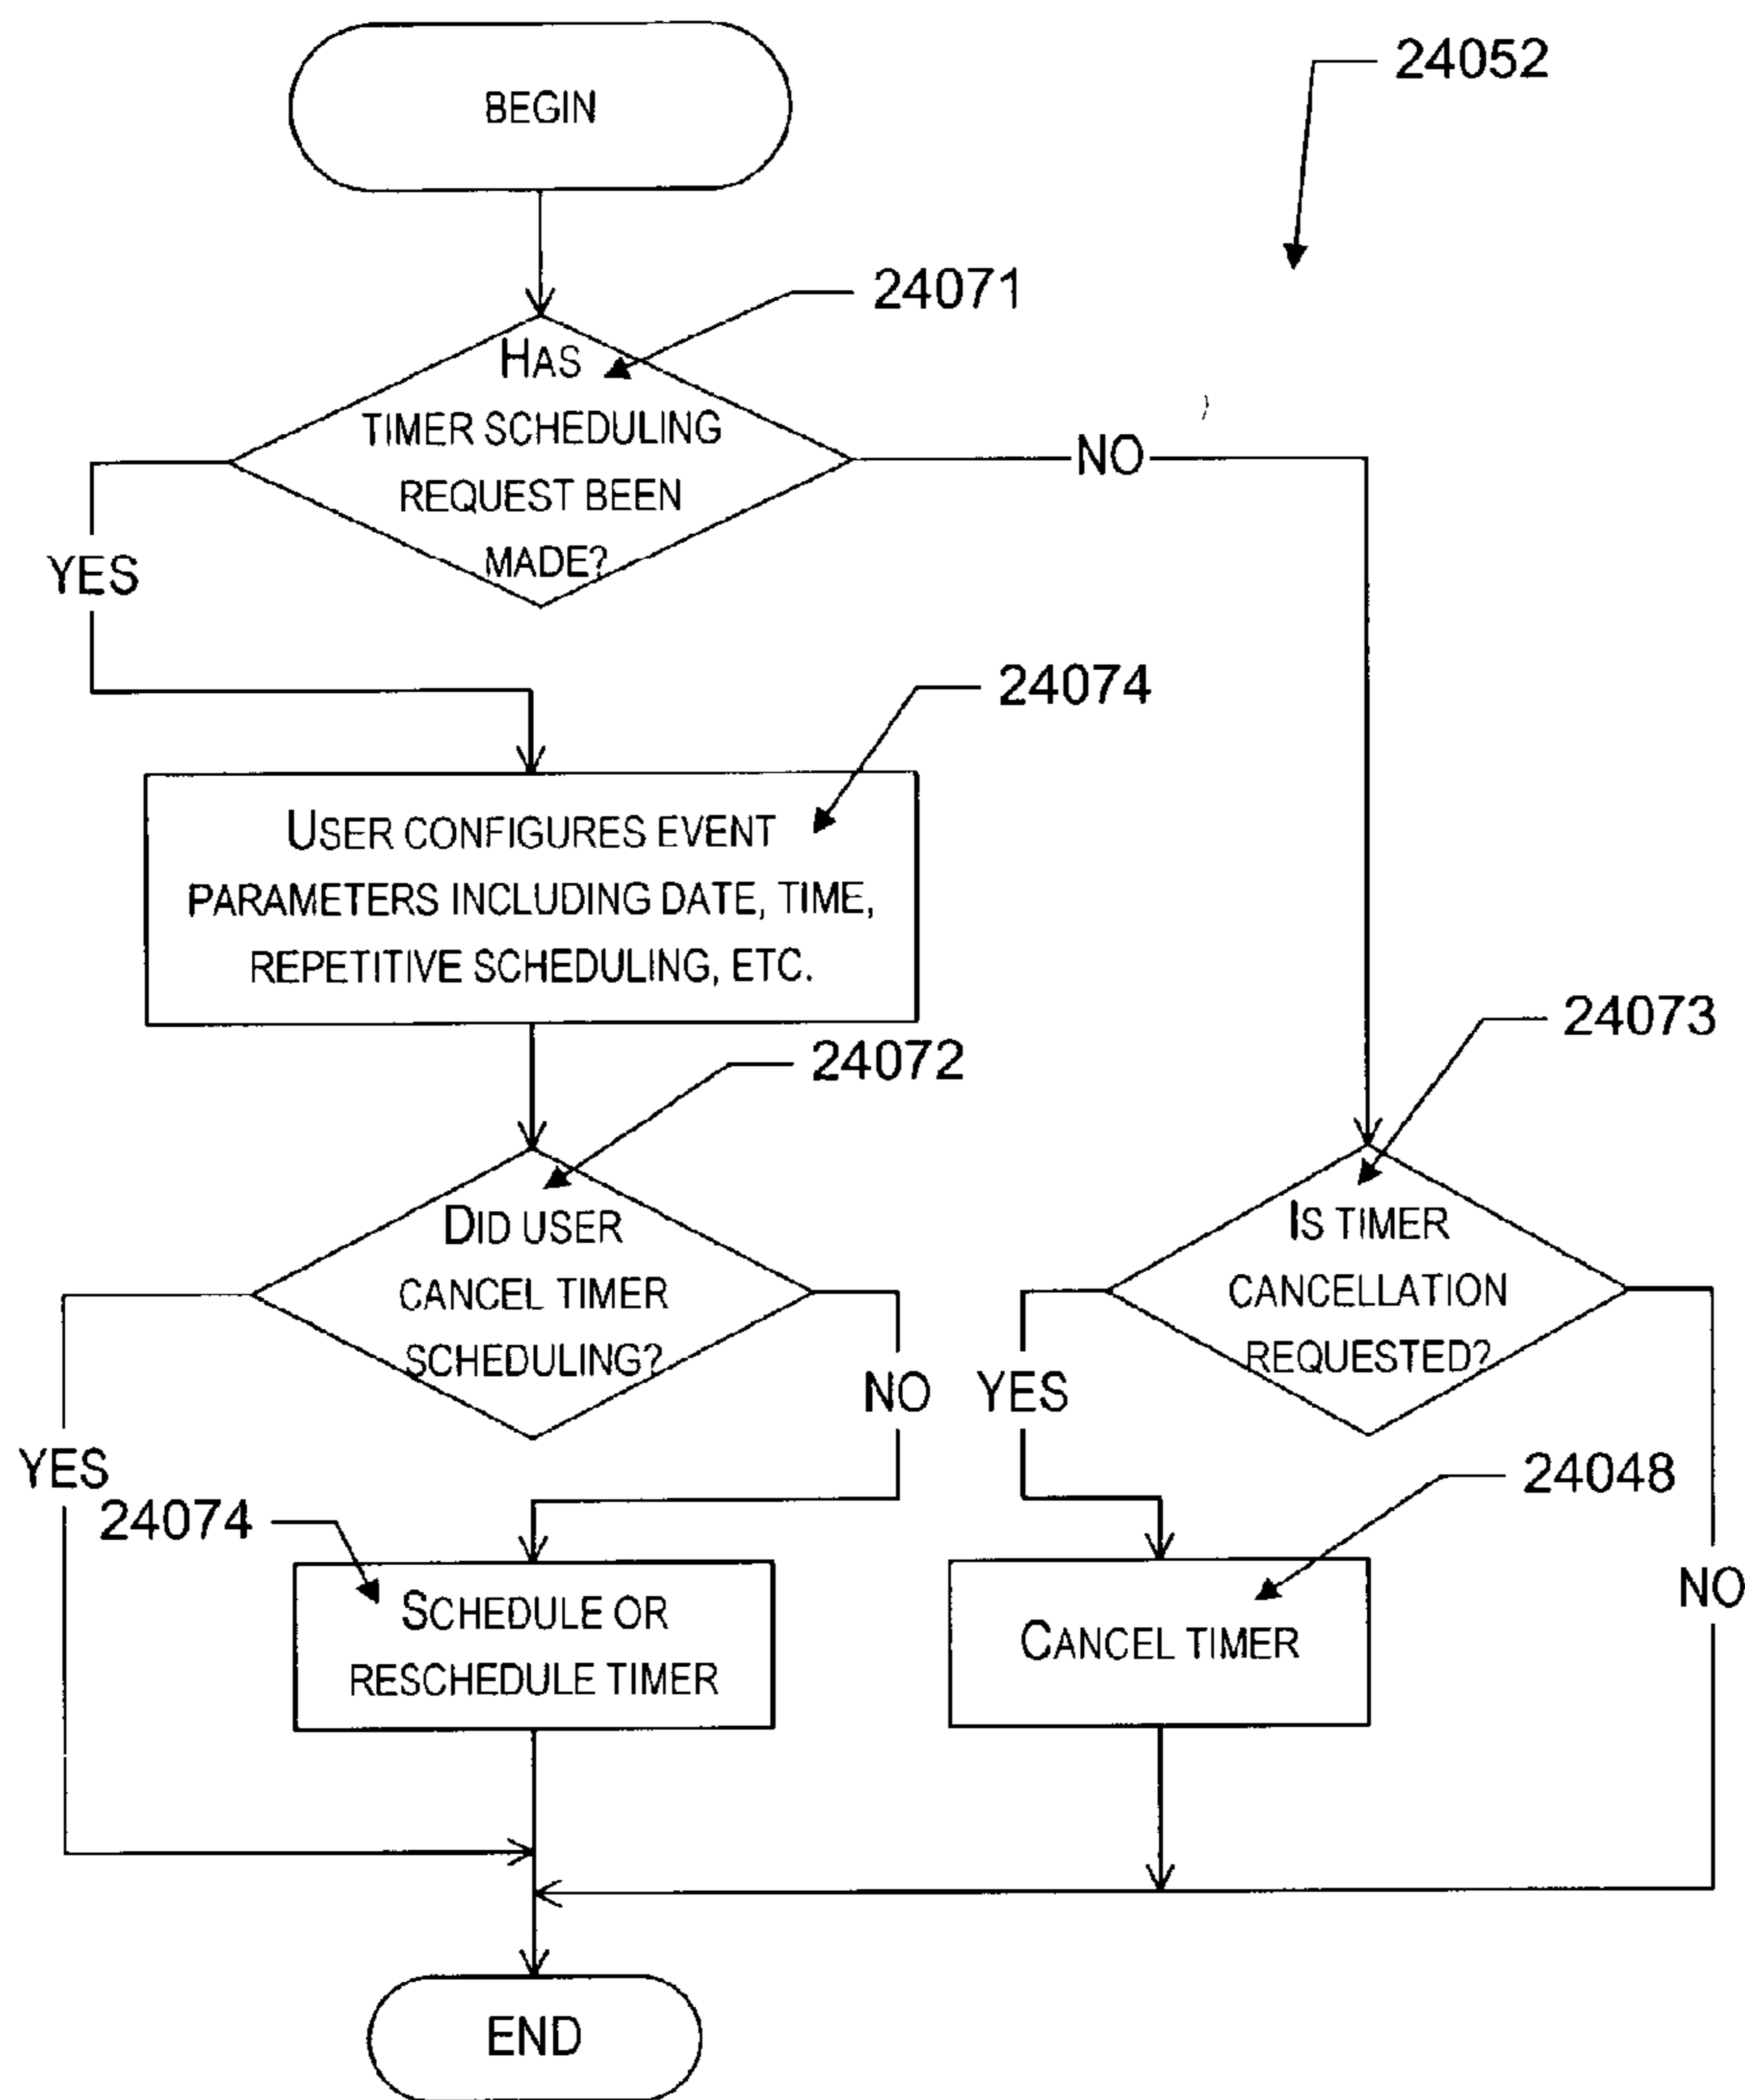 BEGIN
24052
24071
HAS
TIMER SCHEDULING
REQUEST BEEN
MADE?
NO
YES
24074
USER CONFIGURES EVENT
PARAMETERS INCLUDING DATE, TIME,
REPETITIVE SCHEDULING, ETC.
24072
24073
DID USER
CANCEL TIMER
SCHEDULING?
IS TIMER
CANCELLATION
REQUESTED?
NO
YES
YES
24074
24048
NO
SCHEDULE OR
RESCHEDULE TIMER
CANCEL TIMER
END